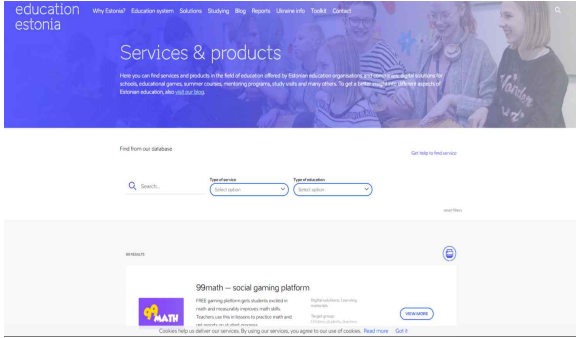 education
estonia
Why Estonia? Education system Solutions Studying Blog Reports Ukraine info Toolkit Contact
Services & products
Here you can find services and products in the field of education offered by Estonian education organisations and companies: digital solutions for
schools, educational games, summer courses, mentoring programs, study visits and many others. To get a better insight into different aspects of
Estonian education, also visit our blog.
Find from our database
Get help to find service
Search...
Type of service
Select option
Type of education
Select option
reset filters
99math – social gaming platform
FREE gaming platform gets students excited in
math and measurably improves math skills.
Teachers use this in lessons to practice math and
Digital solutions, Learning
materials
Target group
99
MATH
VIEW MORE
Cookies help us deliver our services. By using our services, you agree to our use of cookies. Read more Got it